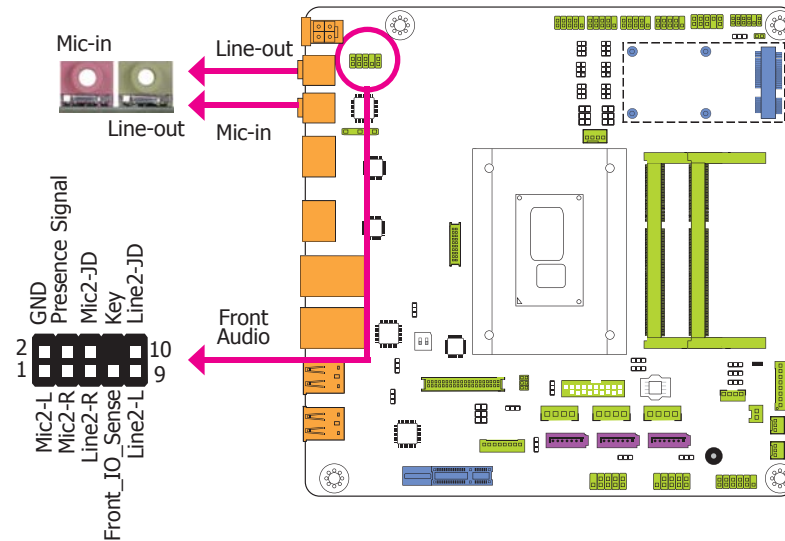 Mic-in
Line-out
Line-out
Mic-in
GND
Presence Signal
Mic2-JD
Key
Line2-JD
2
10
1
9
Mic2-L
Mic2-R
Line2-R
Front_IO_Sense
Line2-L
Front
Audio